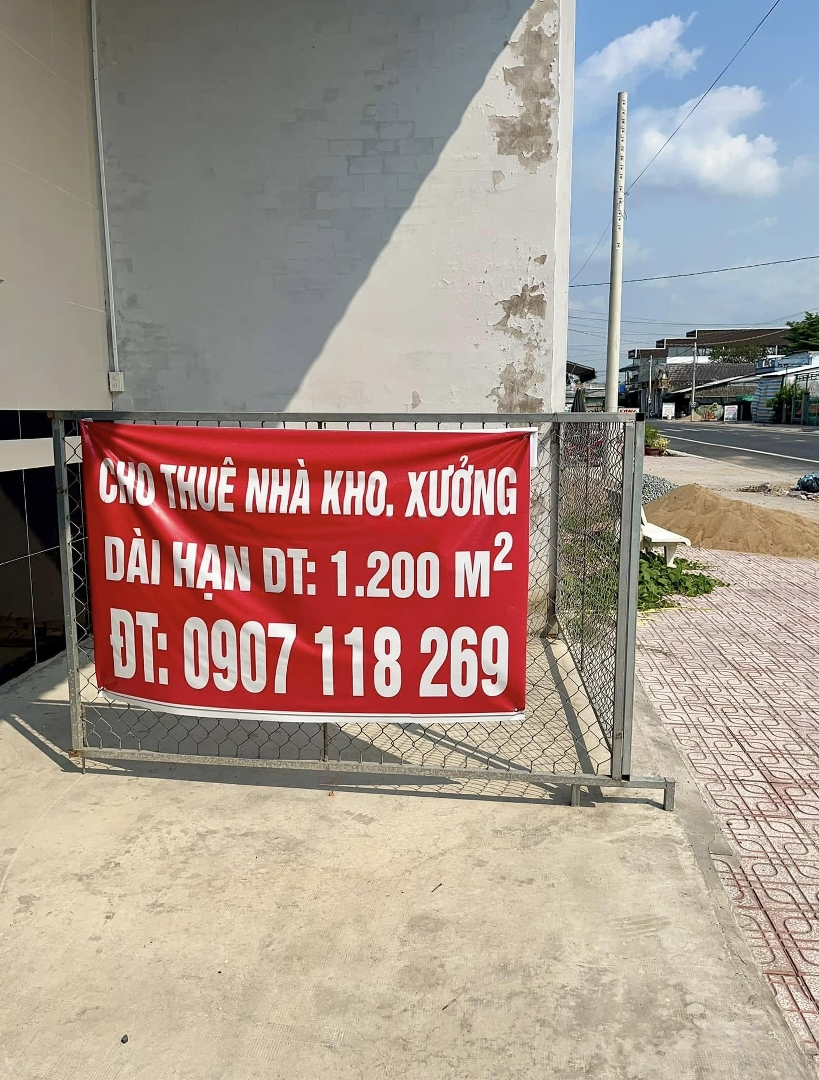 CHO THUÊ NHÀ KHO, XƯỞNG
DÀI HẠN DT: 1.200 M²
ĐT: 0907 118 269